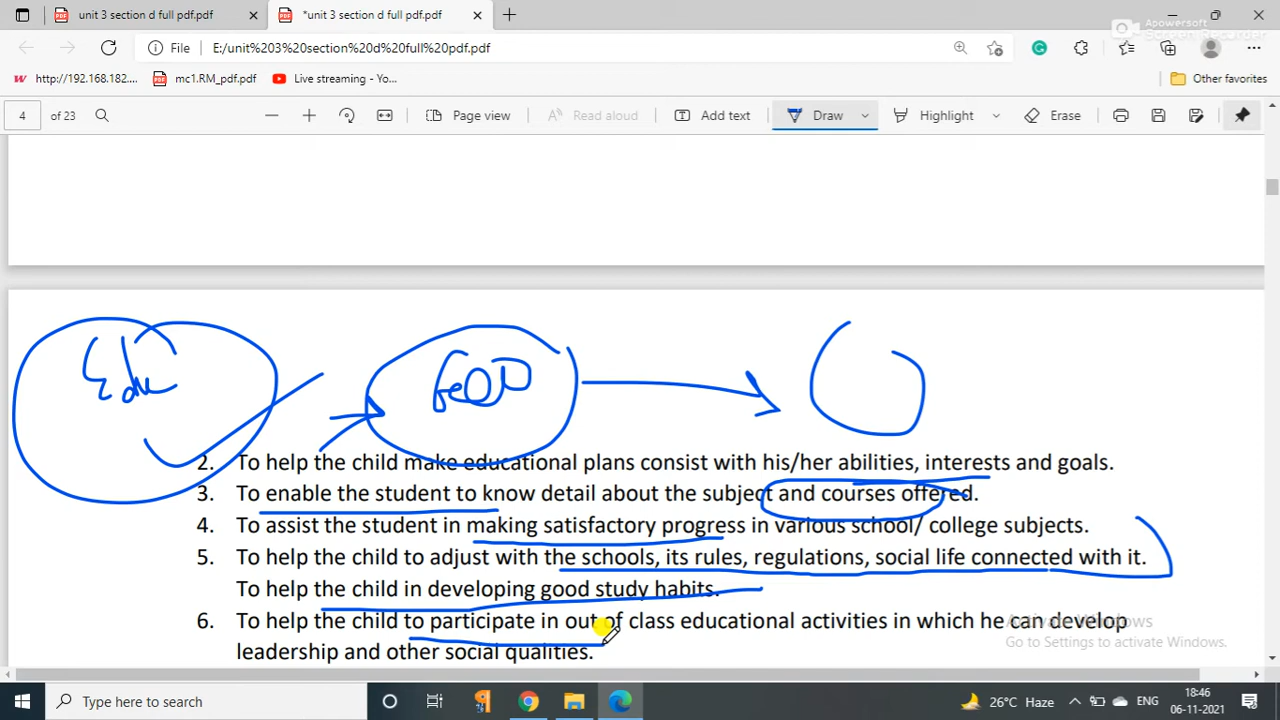 unit 3 section d full pdf.pdf
*unit 3 section d full pdf.pdf
Apowersoft
Screen Recorder
File E:/unit%203%20section%20d%20full%20pdf.pdf
http://192.168.182....
mc1.RM_pdf.pdf
Live streaming - Yo...
Other favorites
4 of 23
Page view
Read aloud
Add text
Draw
Highlight
Erase
Edu
2. To help the child make educational plans consist with his/her abilities, interests and goals.
3. To enable the student to know detail about the subject and courses offered.
4. To assist the student in making satisfactory progress in various school/ college subjects.
5. To help the child to adjust with the schools, its rules, regulations, social life connected with it.
To help the child in developing good study habits.
6. To help the child to participate in out of class educational activities in which he can develop
leadership and other social qualities.
Activate Windows
Go to Settings to activate Windows.
Type here to search
26°C Haze
ENG
18:46
06-11-2021